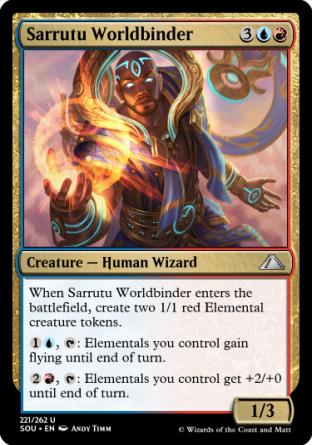 Sarrutu Worldbinder 3
Creature — Human Wizard
When Sarrutu Worldbinder enters the
battlefield, create two 1/1 red Elemental
creature tokens.
1 , : Elementals you control gain
flying until end of turn.
2 , : Elementals you control get +2/+0
until end of turn.
1/3
221/262 U
SOU • EN ANDY TIMM
© Wizards of the Coast and Matt